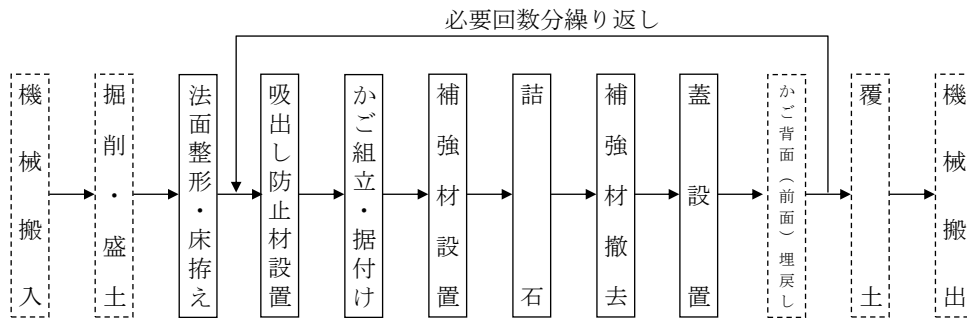 必要回数分繰り返し
機械搬入
掘削・盛土
法面整形・床拵え
吸出し防止材設置
かご組立・据付け
補強材設置
詰石
補強材撤去
蓋設置
かご背面（前面）埋戻し
覆土
機械搬出